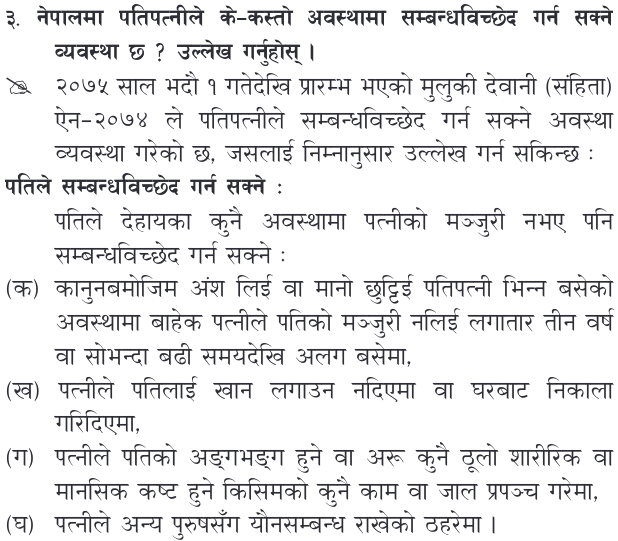 ३. नेपालमा पतिपत्नीले के-कस्तो अवस्थामा सम्बन्धविच्छेद गर्न सक्ने
व्यवस्था छ ? उल्लेख गर्नुहोस् ।
२०७५ साल भदौ १ गतेदेखि प्रारम्भ भएको मुलुकी देवानी (संहिता)
ऐन-२०७४ ले पतिपत्नीले सम्बन्धविच्छेद गर्न सक्ने अवस्था
व्यवस्था गरेको छ, जसलाई निम्नानुसार उल्लेख गर्न सकिन्छ :
पतिले सम्बन्धविच्छेद गर्न सक्ने :
पतिले देहायका कुनै अवस्थामा पत्नीको मञ्जुरी नभए पनि
सम्बन्धविच्छेद गर्न सक्ने :
(क) कानुनबमोजिम अंश लिई वा मानो छुट्टिई पतिपत्नी भिन्न बसेको
अवस्थामा बाहेक पत्नीले पतिको मञ्जुरी नलिई लगातार तीन वर्ष
वा सोभन्दा बढी समयदेखि अलग बसेमा,
(ख) पत्नीले पतिलाई खान लगाउन नदिएमा वा घरबाट निकाला
गरिदिएमा,
(ग) पत्नीले पतिको अङ्गभङ्ग हुने वा अरू कुनै ठूलो शारीरिक वा
मानसिक कष्ट हुने किसिमको कुनै काम वा जाल प्रपञ्च गरेमा,
(घ) पत्नीले अन्य पुरुषसँग यौनसम्बन्ध राखेको ठहरेमा ।